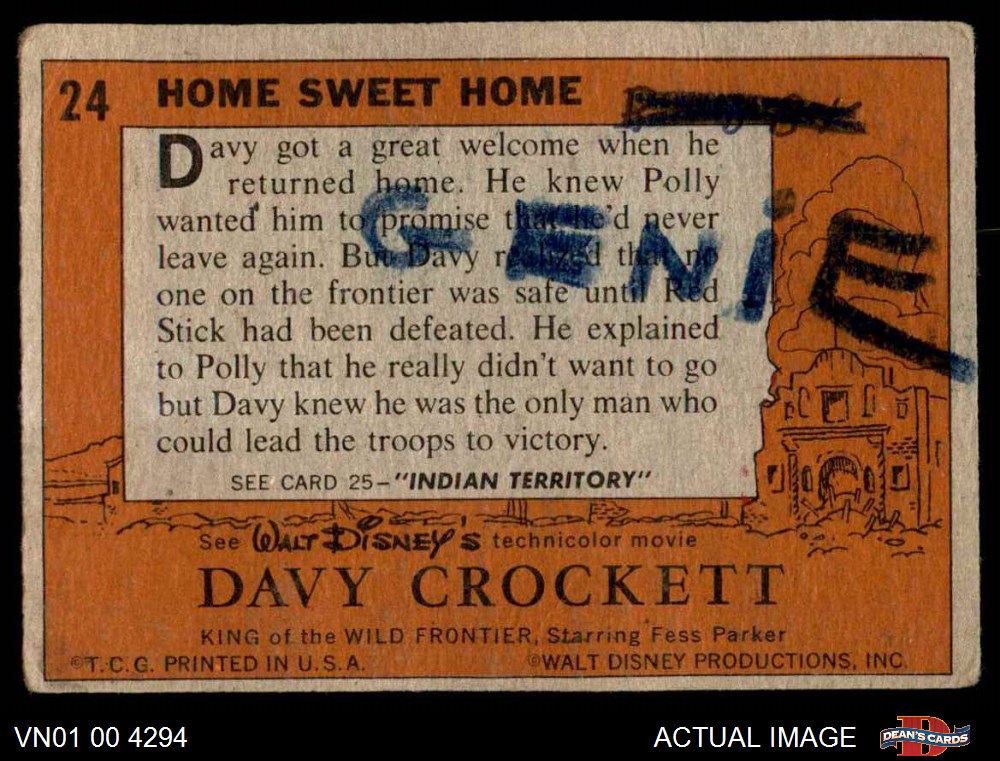 24 HOME SWEET HOME
Davy got a great welcome when he
returned home. He knew Polly
wanted him to promise that he'd never
leave again. But Davy realized that no
one on the frontier was safe until Red
Stick had been defeated. He explained
to Polly that he really didn't want to go
but Davy knew he was the only man who
could lead the troops to victory.
GENiE
SEE CARD 25–"INDIAN TERRITORY"
See WALT DISNEY'S technicolor movie
DAVY CROCKETT
KING of the WILD FRONTIER, Starring Fess Parker
©T.C.G. PRINTED IN U.S.A. ©WALT DISNEY PRODUCTIONS, INC.
VN01 00 4294 ACTUAL IMAGE D DEAN'S CARDS